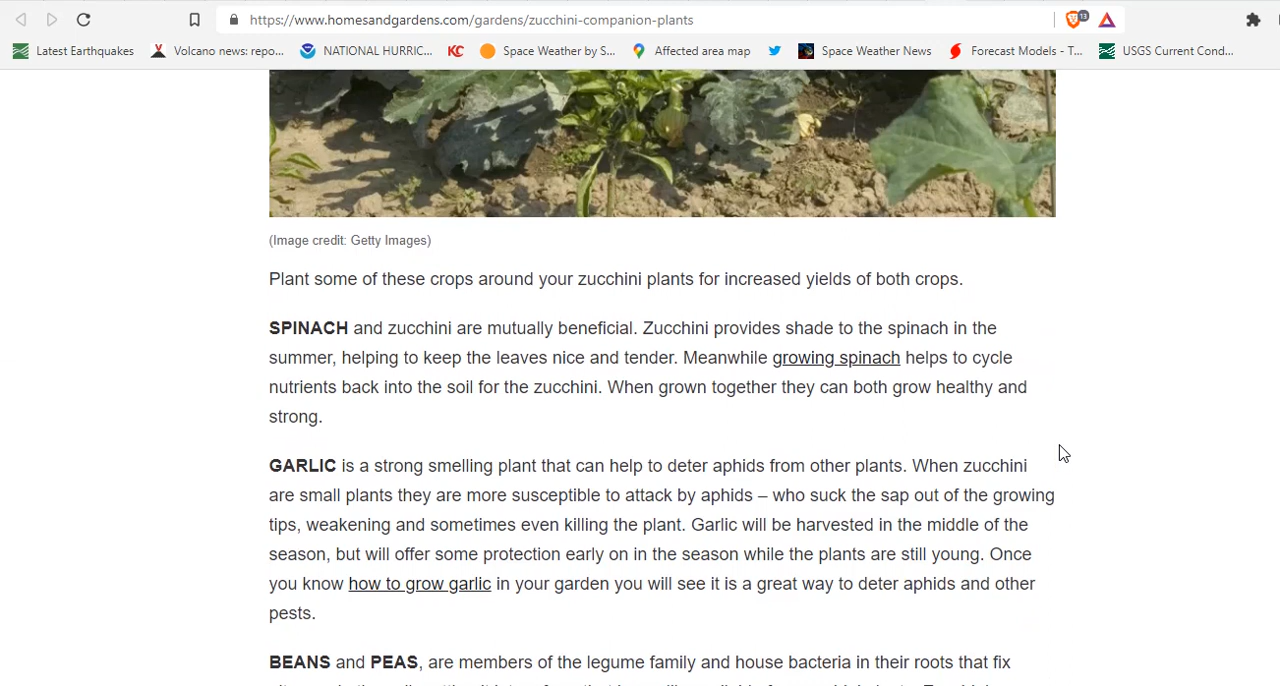 https://www.homesandgardens.com/gardens/zucchini-companion-plants
13
Latest Earthquakes
Volcano news: repo...
NATIONAL HURRIC...
KC
Space Weather by S...
Affected area map
Space Weather News
Forecast Models - T...
USGS Current Cond...
(Image credit: Getty Images)
Plant some of these crops around your zucchini plants for increased yields of both crops.
SPINACH and zucchini are mutually beneficial. Zucchini provides shade to the spinach in the
summer, helping to keep the leaves nice and tender. Meanwhile growing spinach helps to cycle
nutrients back into the soil for the zucchini. When grown together they can both grow healthy and
strong.
GARLIC is a strong smelling plant that can help to deter aphids from other plants. When zucchini
are small plants they are more susceptible to attack by aphids – who suck the sap out of the growing
tips, weakening and sometimes even killing the plant. Garlic will be harvested in the middle of the
season, but will offer some protection early on in the season while the plants are still young. Once
you know how to grow garlic in your garden you will see it is a great way to deter aphids and other
pests.
BEANS and PEAS, are members of the legume family and house bacteria in their roots that fix